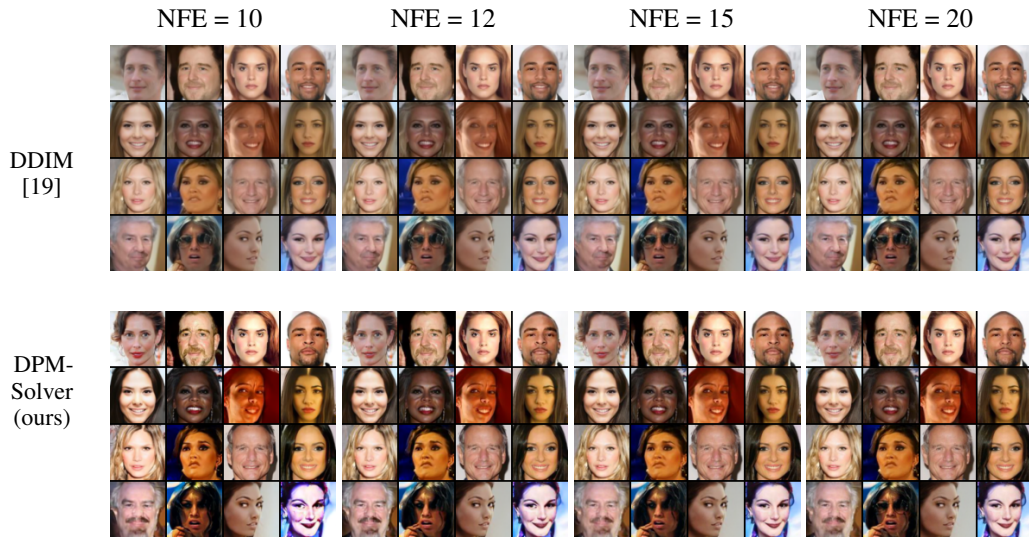 NFE = 10 NFE = 12 NFE = 15 NFE = 20
DDIM
[19]
DPM-
Solver
(ours)